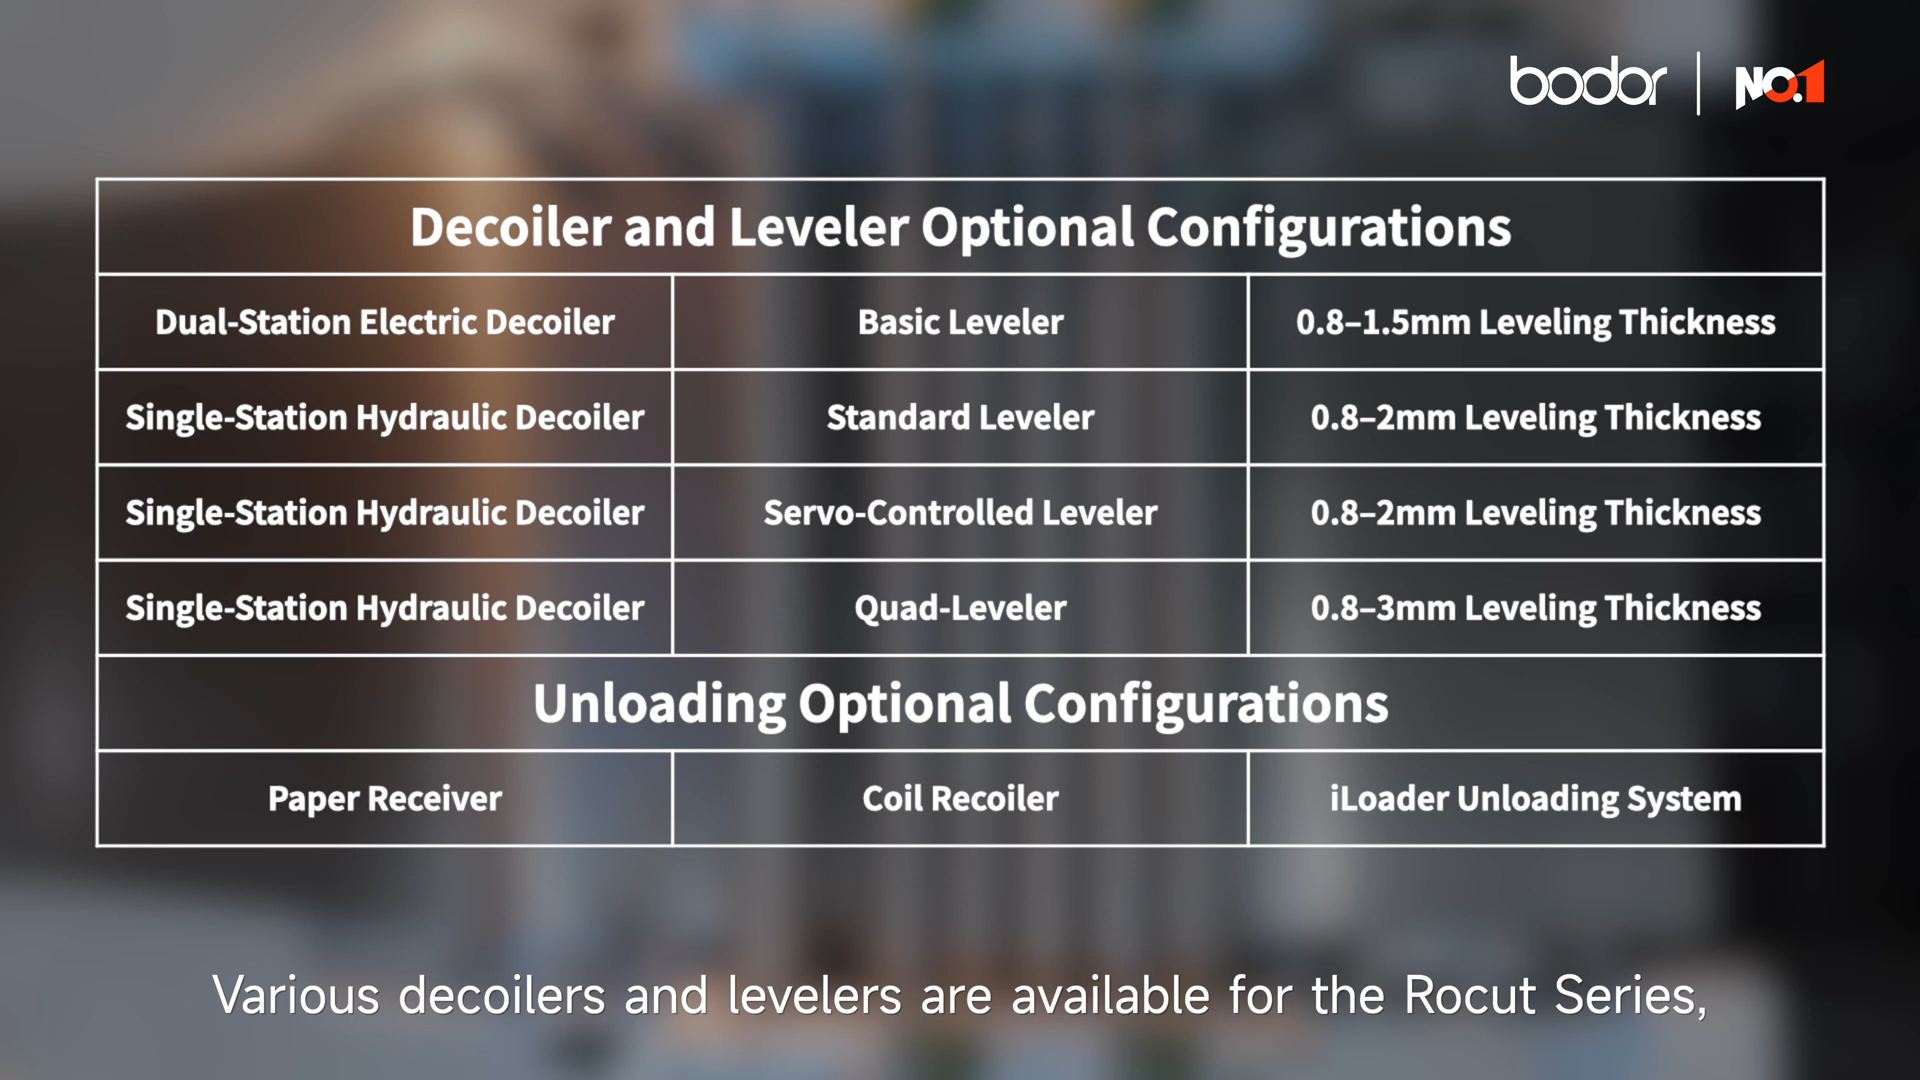 bodor | NO.1
Decoiler and Leveler Optional Configurations
Dual-Station Electric Decoiler Basic Leveler 0.8–1.5mm Leveling Thickness
Single-Station Hydraulic Decoiler Standard Leveler 0.8–2mm Leveling Thickness
Single-Station Hydraulic Decoiler Servo-Controlled Leveler 0.8–2mm Leveling Thickness
Single-Station Hydraulic Decoiler Quad-Leveler 0.8–3mm Leveling Thickness
Unloading Optional Configurations
Paper Receiver Coil Recoiler iLoader Unloading System
Various decoilers and levelers are available for the Rocut Series,